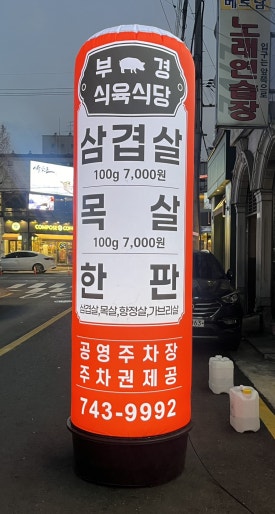 부 경
식육식당
삼겹살
100g 7,000원
목 살
100g 7,000원
한 판
삼겹살,목살,항정살,가브리살
공영주차장
주차권제공
743-9992
노래연습장
COMPOSE